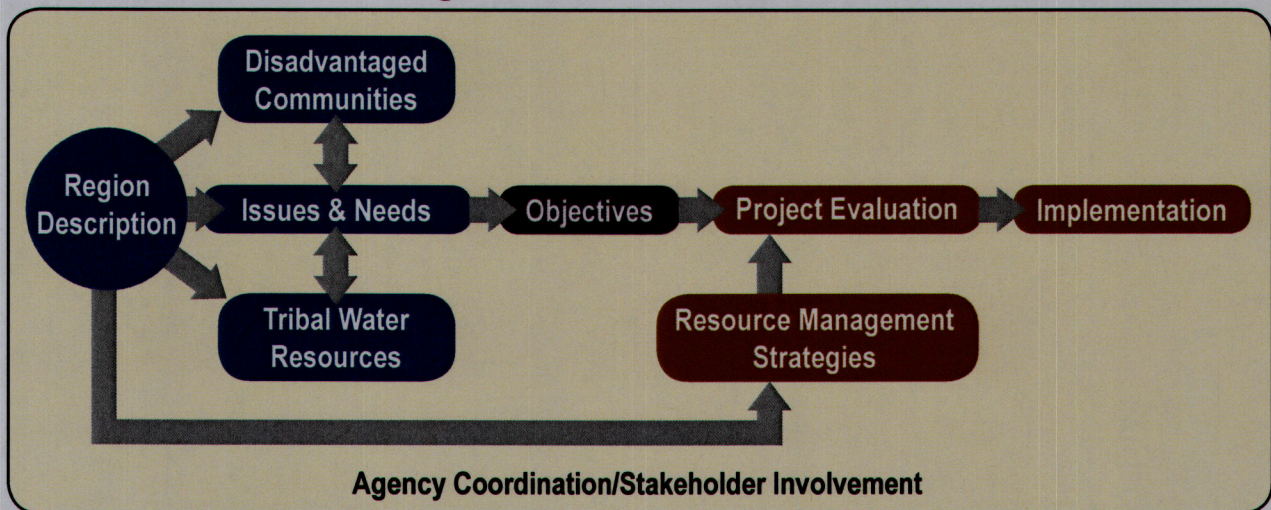 Disadvantaged
Communities
Region
Description
Issues & Needs
Objectives
Project Evaluation
Implementation
Tribal Water
Resources
Resource Management
Strategies
Agency Coordination/Stakeholder Involvement